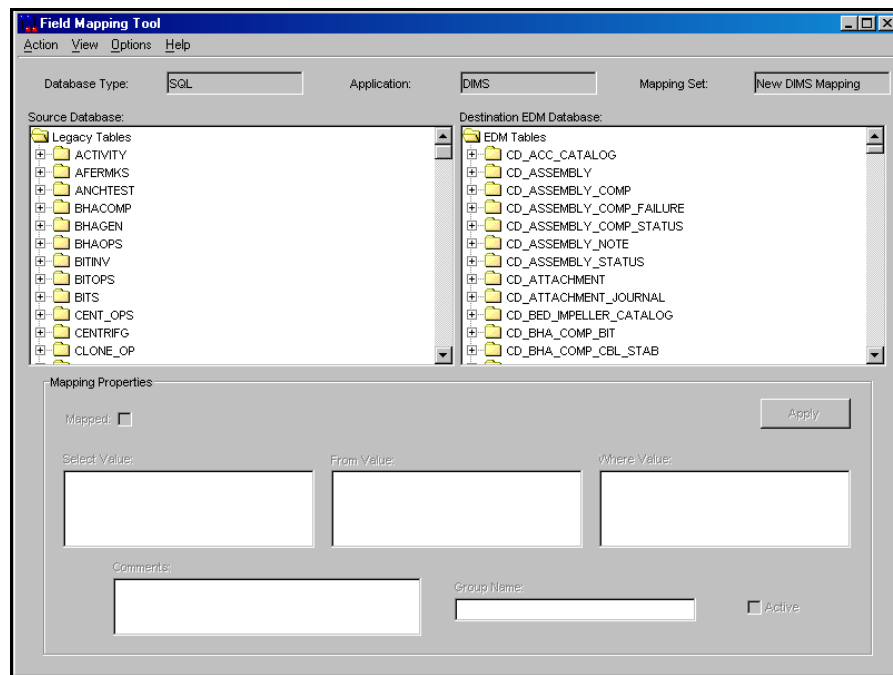 Field Mapping Tool
Action View Options Help
Database Type: SQL Application: DIMS Mapping Set: New DIMS Mapping
Source Database: Destination EDM Database:
Legacy Tables EDM Tables
ACTIVITY CD_ACC_CATALOG
AFERMKS CD_ASSEMBLY
ANCHTEST CD_ASSEMBLY_COMP
BHACOMP CD_ASSEMBLY_COMP_FAILURE
BHAGEN CD_ASSEMBLY_COMP_STATUS
BHAOPS CD_ASSEMBLY_NOTE
BITINV CD_ASSEMBLY_STATUS
BITOPS CD_ATTACHMENT
BITS CD_ATTACHMENT_JOURNAL
CENT_OPS CD_BED_IMPELLER_CATALOG
CENTRIFG CD_BHA_COMP_BIT
CLONE_OP CD_BHA_COMP_CBL_STAB
Mapping Properties
Mapped: Apply
Select Value: From Value: Where Value:
Comments:
Group Name: Active